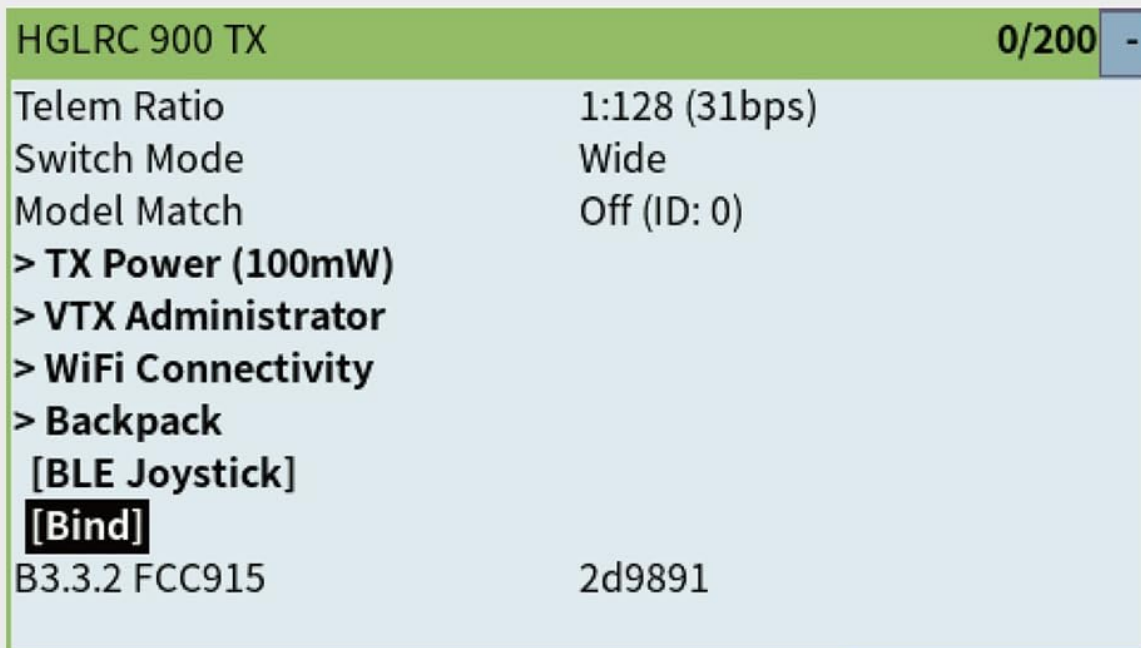 HGLRC 900 TX 0/200 -
Telem Ratio 1:128 (31bps)
Switch Mode Wide
Model Match Off (ID: 0)
> TX Power (100mW)
> VTX Administrator
> WiFi Connectivity
> Backpack
[BLE Joystick]
[Bind]
B3.3.2 FCC915 2d9891